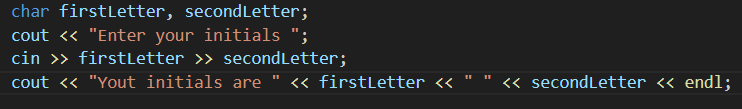 char firstLetter, secondLetter;
cout << "Enter your initials ";
cin >> firstLetter >> secondLetter;
cout << "Yout initials are " << firstLetter << " " << secondLetter << endl;